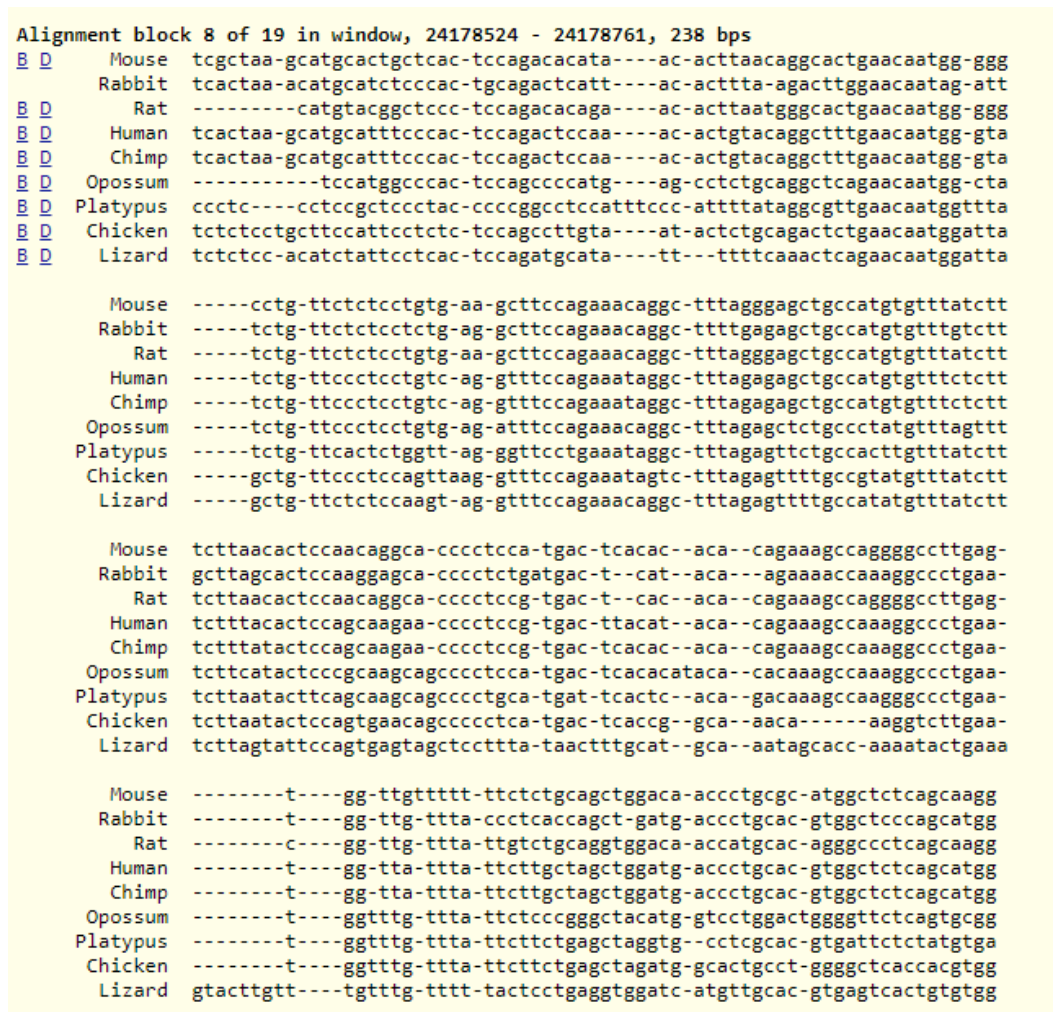 Alignment block 8 of 19 in window, 24178524 - 24178761, 238 bps
B D Mouse tcgctaa-gcatgcactgctcac-tccagacacata----ac-acttaacaggcactgaacaatgg-ggg
Rabbit tcactaa-acatgcatctcccac-tgcagactcatt----ac-acttta-agacttggaacaatag-att
B D Rat ---------catgtacggctccc-tccagacacaga----ac-acttaatgggcactgaacaatgg-ggg
B D Human tcactaa-gcatgcatttcccac-tccagactccaa----ac-actgtacaggctttgaacaatgg-gta
B D Chimp tcactaa-gcatgcatttcccac-tccagactccaa----ac-actgtacaggctttgaacaatgg-gta
B D Opossum -----------tccatggcccac-tccagccccatg----ag-cctctgcaggctcagaacaatgg-cta
B D Platypus ccctc----cctccgctccctac-ccccggcctccatttccc-attttataggcgttgaacaatggttta
B D Chicken tctctcctgcttccattcctctc-tccagccttgta----at-actctgcagactctgaacaatggatta
B D Lizard tctctcc-acatctattcctcac-tccagatgcata----tt---ttttcaaactcagaacaatggatta
Mouse -----cctg-ttctctcctgtg-aa-gcttccagaaacaggc-tttagggagctgccatgtgtttatctt
Rabbit -----tctg-ttctctcctctg-ag-gcttccagaaacaggc-ttttgagagctgccatgtgtttgtctt
Rat -----tctg-ttctctcctgtg-aa-gcttccagaaacaggc-tttagggagctgccatgtgtttatctt
Human -----tctg-ttccctcctgtc-ag-gtttccagaaataggc-tttagagagctgccatgtgtttctctt
Chimp -----tctg-ttccctcctgtc-ag-gtttccagaaataggc-tttagagagctgccatgtgtttctctt
Opossum -----tctg-ttccctcctgtg-ag-atttccagaaacaggc-tttagagctctgccctatgtttagttt
Platypus -----tctg-ttcactctggtt-ag-ggttcctgaaataggc-tttagagttctgccacttgtttatctt
Chicken -----gctg-ttccctccagttaag-gtttccagaaatagtc-tttagagttttgccgtatgtttatctt
Lizard -----gctg-ttctctccaagt-ag-gtttccagaaacaggc-tttagagttttgccatatgtttatctt
Mouse tcttaacactccaacaggca-cccctcca-tgac-tcacac--aca--cagaaagccaggggccttgag-
Rabbit gcttagcactccaaggagca-cccctctgatgac-t--cat--aca---agaaaaccaaaggccctgaa-
Rat tcttaacactccaacaggca-cccctccg-tgac-t--cac--aca--cagaaagccaggggccttgag-
Human tctttacactccagcaagaa-cccctccg-tgac-ttacat--aca--cagaaagccaaaggccctgaa-
Chimp tctttatactccagcaagaa-cccctccg-tgac-tcacac--aca--cagaaagccaaaggccctgaa-
Opossum tcttcatactcccgcaagcagcccctcca-tgac-tcacacataca--cacaaagccaaaggccctgaa-
Platypus tcttaatacttcagcaagcagcccctgca-tgat-tcactc--aca--gacaaagccaagggccctgaa-
Chicken tcttaatactccagtgaacagccccctca-tgac-tcaccg--gca--aaca------aaggtcttgaa-
Lizard tcttagtattccagtgagtagctccttta-taactttgcat--gca--aatagcacc-aaaatactgaaa
Mouse --------t----gg-ttgttttt-ttctctgcagctggaca-accctgcgc-atggctctcagcaagg
Rabbit --------t----gg-ttg-ttta-ccctcaccagct-gatg-accctgcac-gtggctcccagcatgg
Rat --------c----gg-ttg-ttta-ttgtctgcaggtggaca-accatgcac-agggccctcagcaagg
Human --------t----gg-tta-ttta-ttcttgctagctggatg-accctgcac-gtggctctcagcatgg
Chimp --------t----gg-tta-ttta-ttcttgctagctggatg-accctgcac-gtggctctcagcatgg
Opossum --------t----ggtttg-ttta-ttctcccgggctacatg-gtcctggactggggttctcagtgcgg
Platypus --------t----ggtttg-ttta-ttcttctgagctaggtg--cctcgcac-gtgattctctatgtga
Chicken --------t----ggtttg-ttta-ttcttctgagctagatg-gcactgcct-ggggctcaccacgtgg
Lizard gtacttgtt----tgtttg-tttt-tactcctgaggtggatc-atgttgcac-gtgagtcactgtgtgg